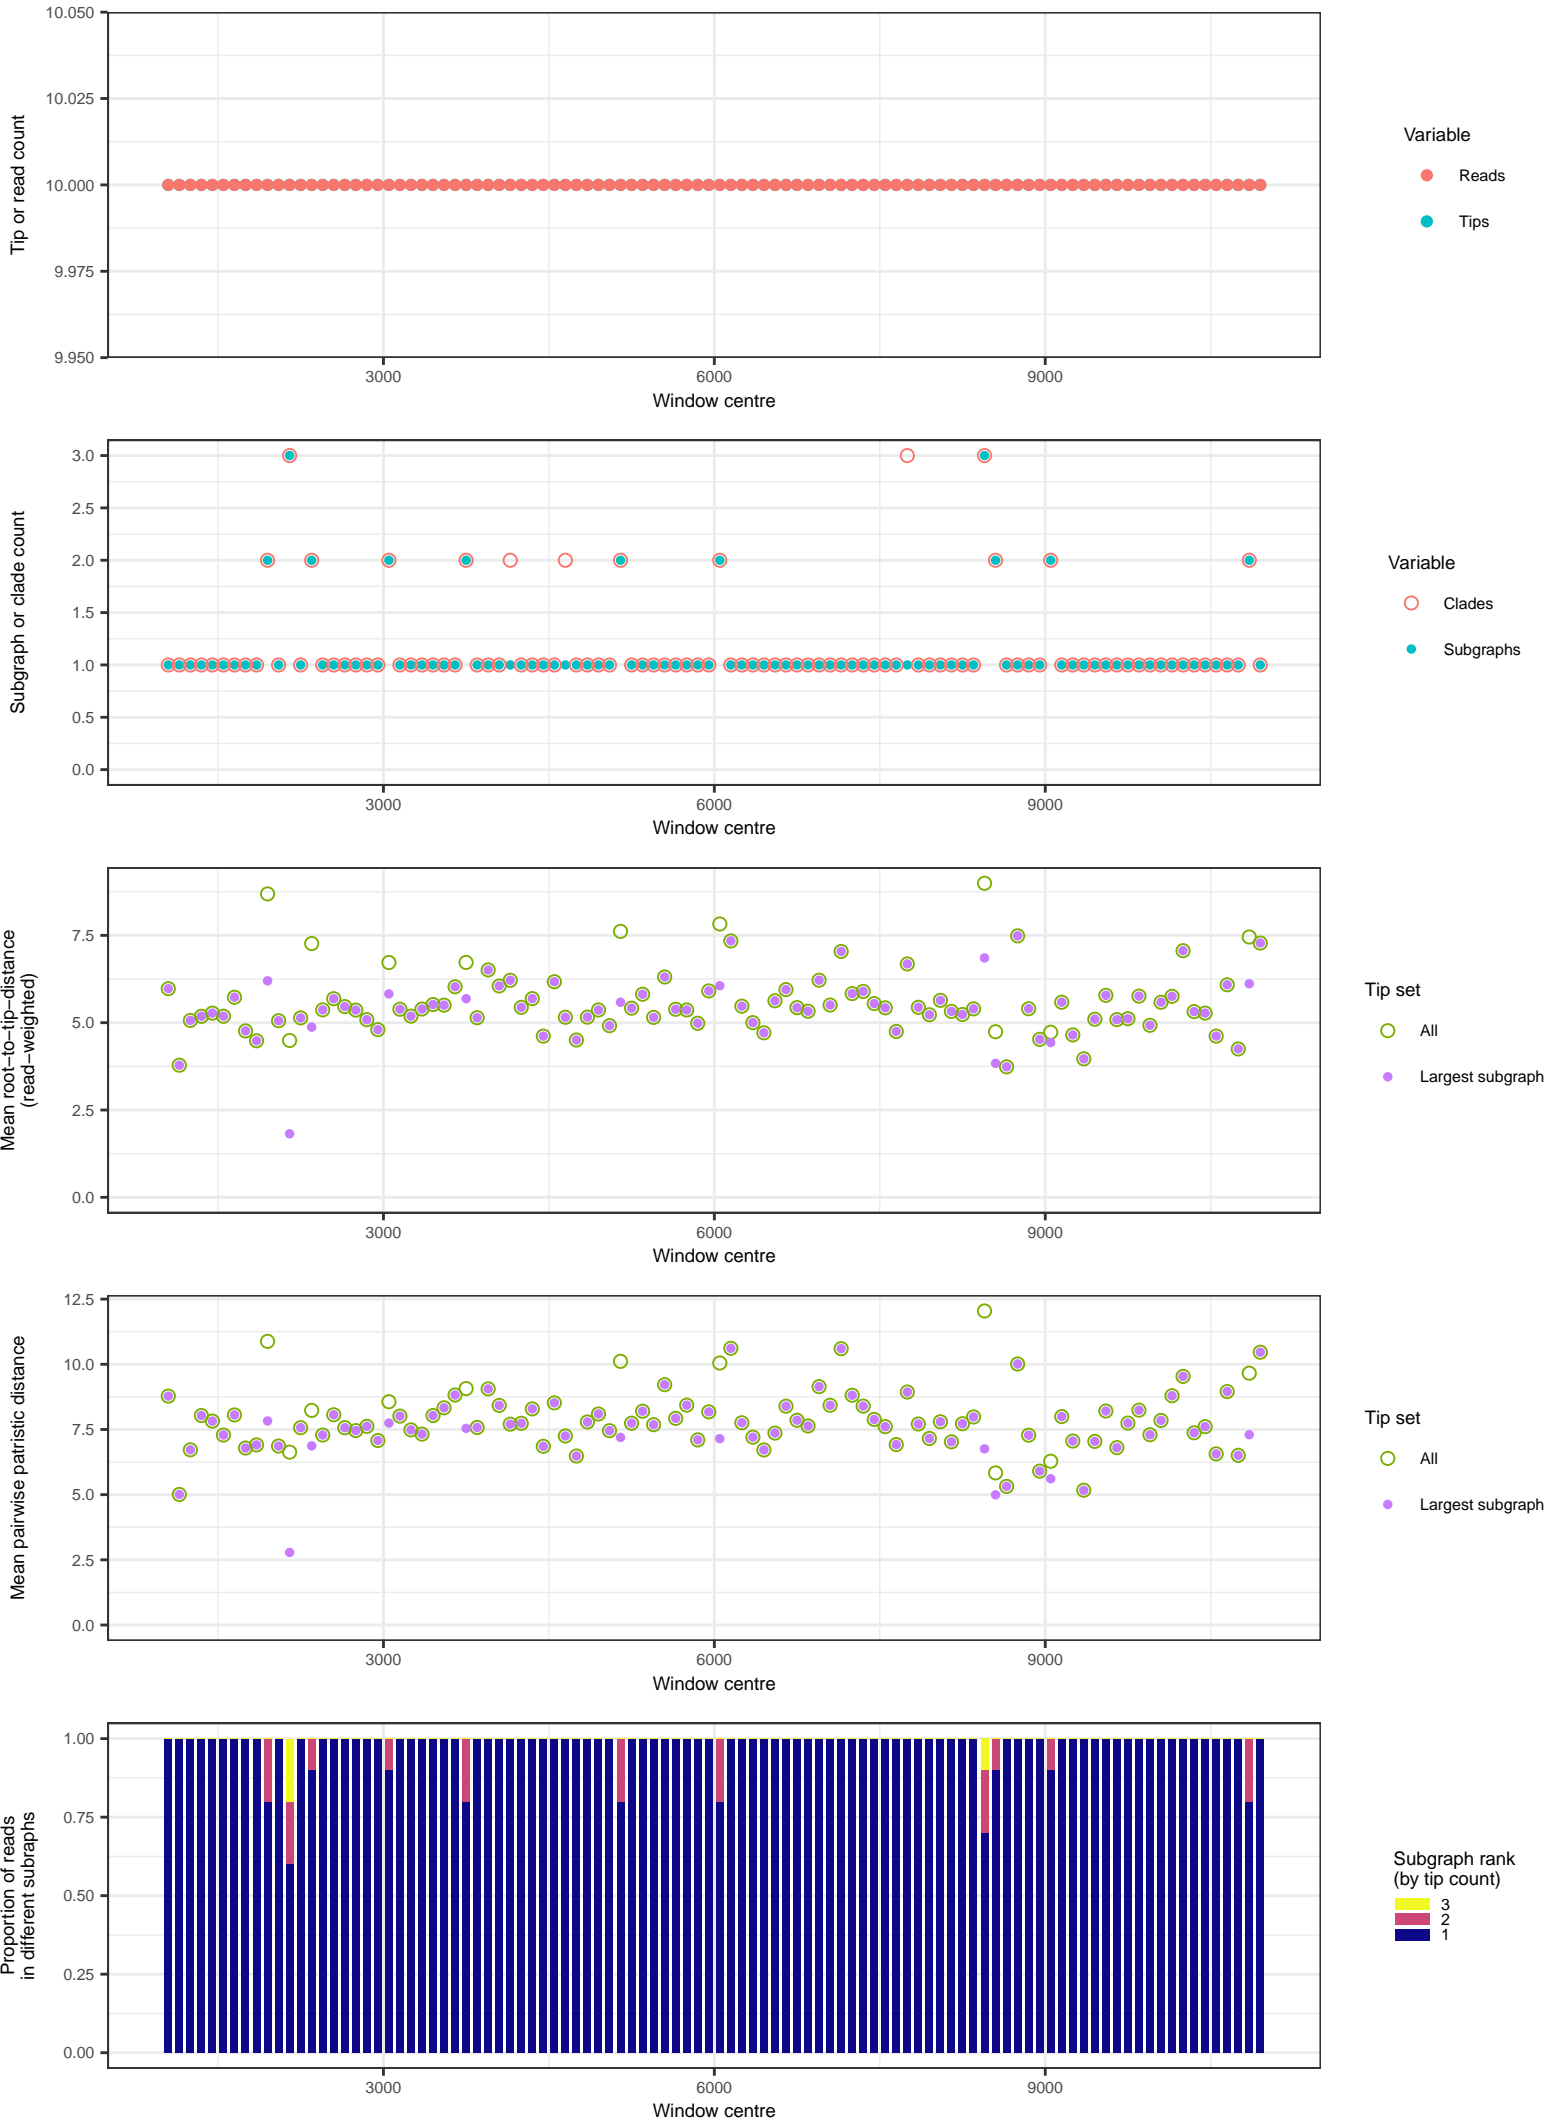 10.050
10.025
10.000
9.975
9.950
Tip or read count
3000 6000 9000
Window centre
Variable
Reads
Tips
3.0
2.5
2.0
1.5
1.0
0.5
0.0
Subgraph or clade count
3000 6000 9000
Window centre
Variable
Clades
Subgraphs
7.5
5.0
2.5
0.0
Mean root−to−tip−distance
(read−weighted)
3000 6000 9000
Window centre
Tip set
All
Largest subgraph
12.5
10.0
7.5
5.0
2.5
0.0
Mean pairwise patristic distance
3000 6000 9000
Window centre
Tip set
All
Largest subgraph
1.00
0.75
0.50
0.25
0.00
Proportion of reads
in different subraphs
3000 6000 9000
Window centre
Subgraph rank
(by tip count)
3
2
1